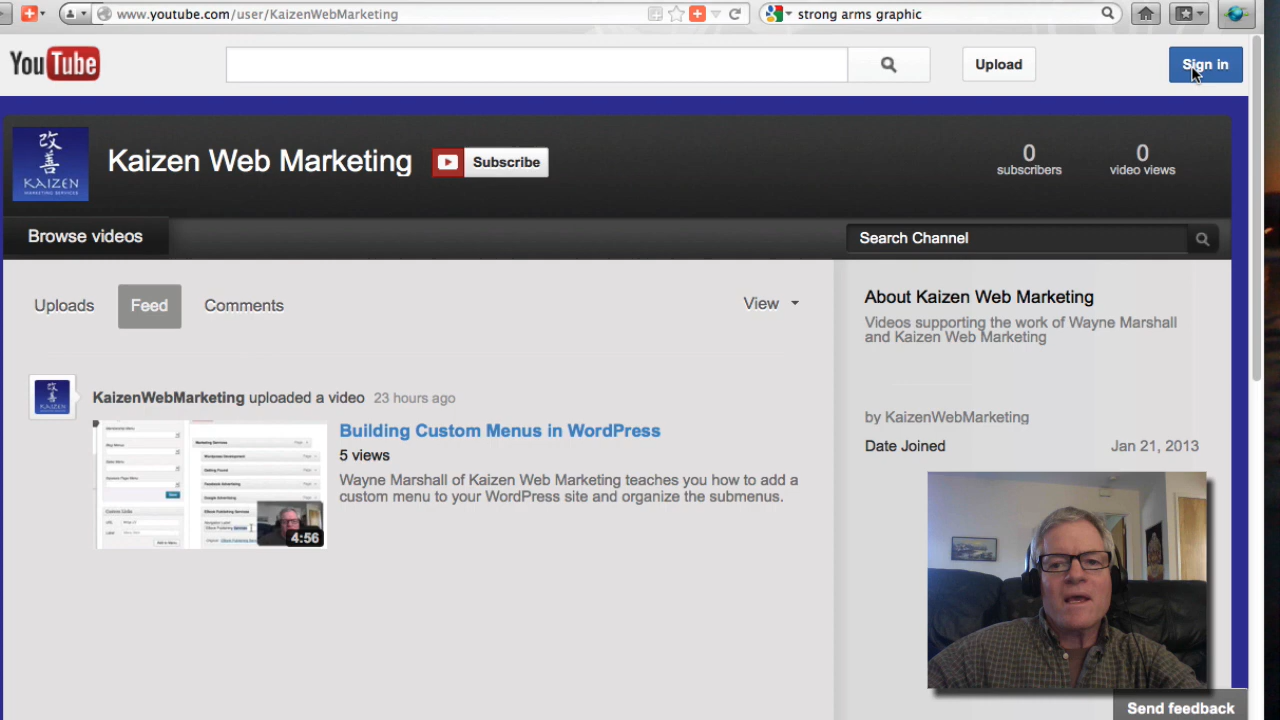 www.youtube.com/user/KaizenWebMarketing
strong arms graphic
YouTube
Upload
Sign in
改
善
KAIZEN
MARKETING SERVICES
Kaizen Web Marketing
Subscribe
0
subscribers
0
video views
Browse videos
Search Channel
Uploads
Feed
Comments
View
About Kaizen Web Marketing
Videos supporting the work of Wayne Marshall
and Kaizen Web Marketing
KaizenWebMarketing uploaded a video 23 hours ago
Building Custom Menus in WordPress
5 views
Wayne Marshall of Kaizen Web Marketing teaches you how to add a
custom menu to your WordPress site and organize the submenus.
4:56
by KaizenWebMarketing
Date Joined
Jan 21, 2013
Send feedback